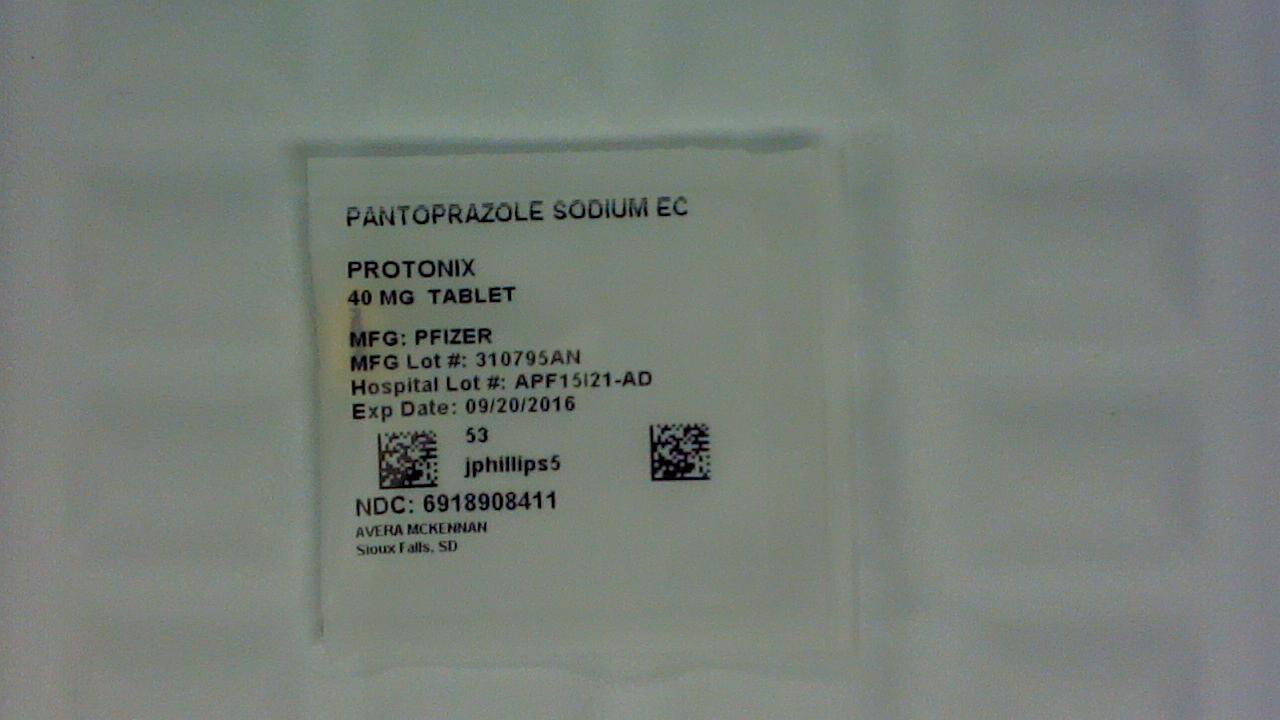 PANTOPRAZOLE SODIUM EC
PROTONIX
40 MG TABLET
MFG: PFIZER
MFG Lot #: 310795AN
Hospital Lot #: APF15I21-AD
Exp Date: 09/20/2016
53
jphillips5
NDC: 6918908411
AVERA MCKENNAN
Sioux Falls, SD